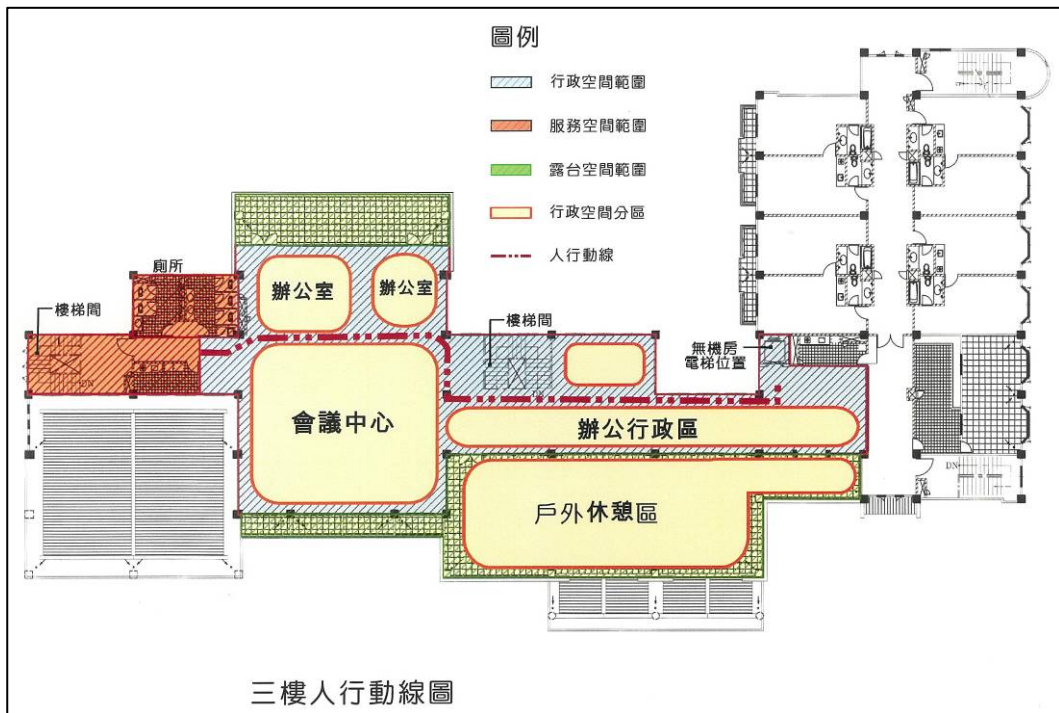 圖例
行政空間範圍
服務空間範圍
露台空間範圍
行政空間分區
人行動線
廁所
樓梯間
辦公室
辦公室
樓梯間
無機房
電梯位置
DN
DN
會議中心
辦公行政區
DN
戶外休憩區
三樓人行動線圖